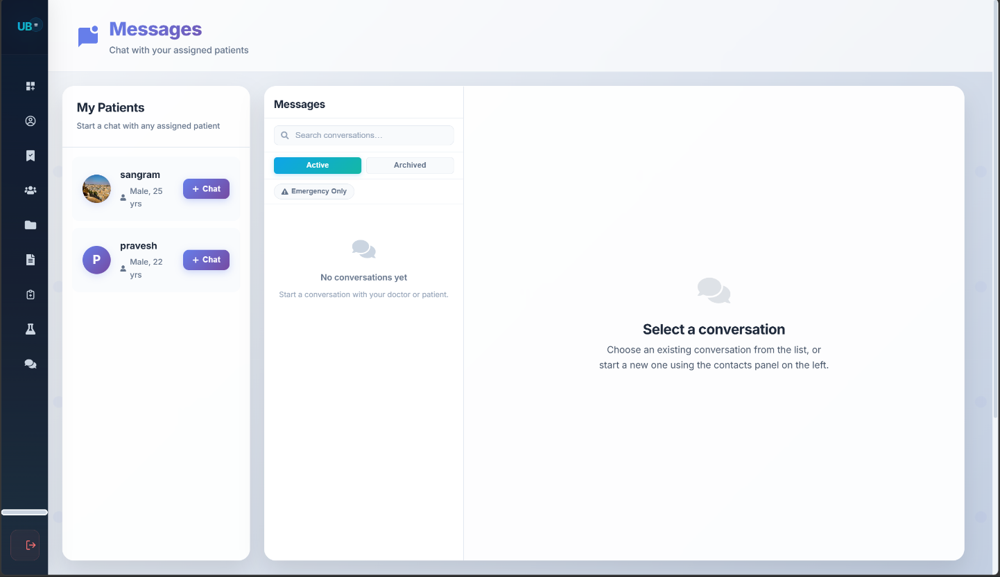 UB
Messages
Chat with your assigned patients
My Patients
Start a chat with any assigned patient
sangram
Male, 25
yrs
+ Chat
P
pravesh
Male, 22
yrs
+ Chat
Messages
Search conversations...
Active
Archived
Emergency Only
No conversations yet
Start a conversation with your doctor or patient.
Select a conversation
Choose an existing conversation from the list, or
start a new one using the contacts panel on the left.